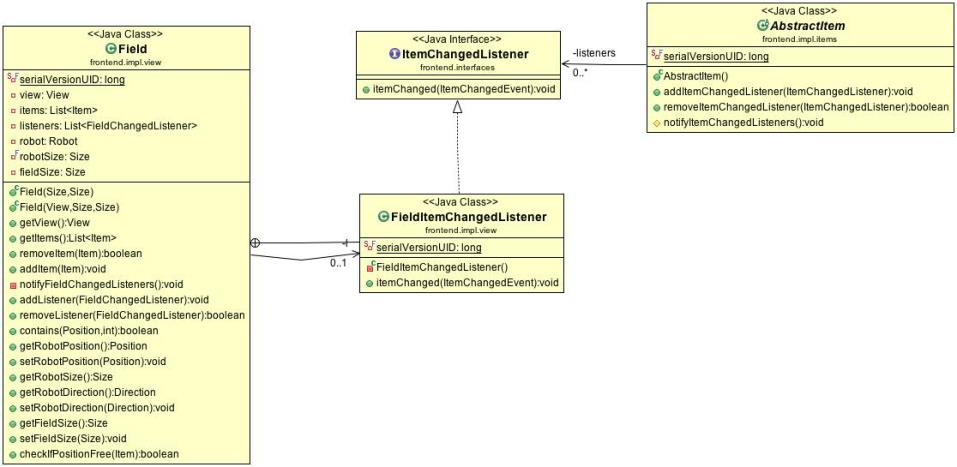 <<Java Class>>
Field
frontend.impl.view
serialVersionUID: long
view: View
items: List<Item>
listeners: List<FieldChangedListener>
robot: Robot
robotSize: Size
fieldSize: Size
Field(Size,Size)
Field(View,Size,Size)
getView():View
getItems():List<Item>
removeItem(Item):boolean
addItem(Item):void
notifyFieldChangedListeners():void
addListener(FieldChangedListener):void
removeListener(FieldChangedListener):boolean
contains(Position,int):boolean
getRobotPosition():Position
setRobotPosition(Position):void
getRobotSize():Size
getRobotDirection():Direction
setRobotDirection(Direction):void
getFieldSize():Size
setFieldSize(Size):void
checkIfPositionFree(Item):boolean
-l
0..1
<<Java Interface>>
ItemChangedListener
frontend.interfaces
itemChanged(ItemChangedEvent):void
<<Java Class>>
FieldItemChangedListener
frontend.impl.view
serialVersionUID: long
FieldItemChangedListener()
itemChanged(ItemChangedEvent):void
-listeners
0..*
<<Java Class>>
AbstractItem
frontend.impl.items
serialVersionUID: long
AbstractItem()
addItemChangedListener(ItemChangedListener):void
removeItemChangedListener(ItemChangedListener):boolean
notifyItemChangedListeners():void